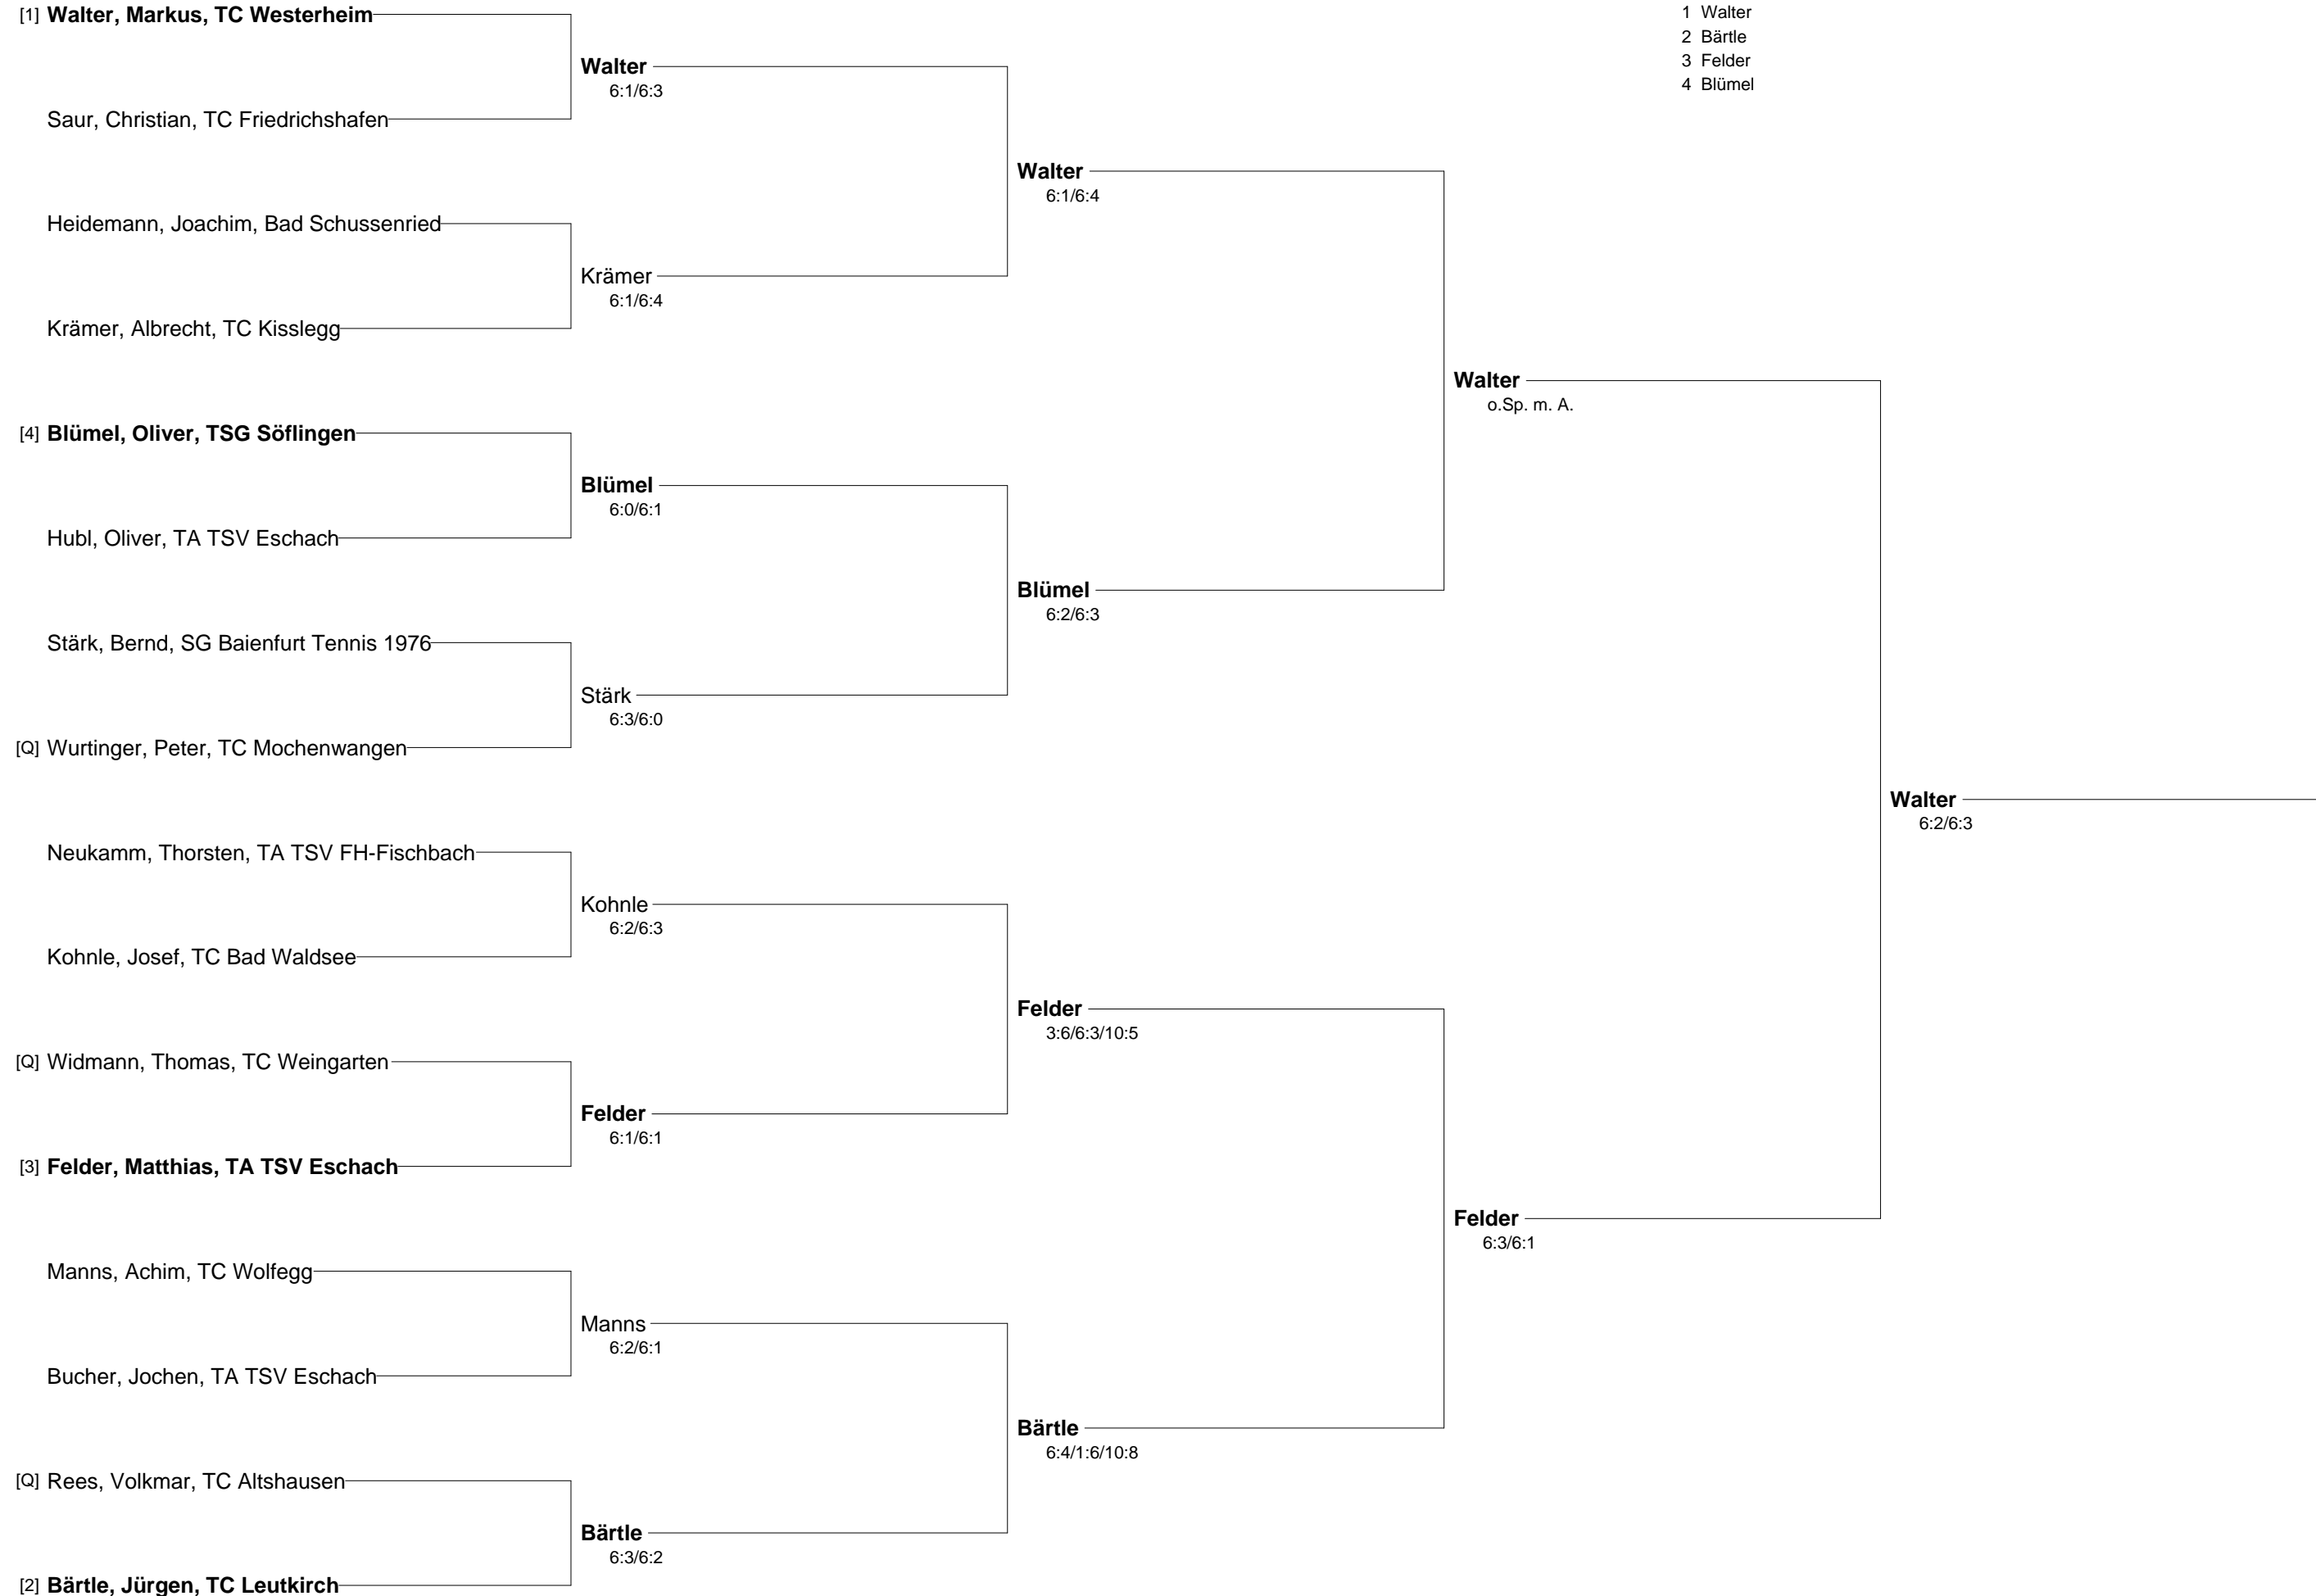 [1] Walter, Markus, TC Westerheim
1 Walter
2 Bärtle
3 Felder
4 Blümel
Walter
6:1/6:3
Saur, Christian, TC Friedrichshafen
Walter
6:1/6:4
Heidemann, Joachim, Bad Schussenried
Krämer
6:1/6:4
Krämer, Albrecht, TC Kisslegg
Walter
o.Sp. m. A.
[4] Blümel, Oliver, TSG Söflingen
Blümel
6:0/6:1
Hubl, Oliver, TA TSV Eschach
Blümel
6:2/6:3
Stärk, Bernd, SG Baienfurt Tennis 1976
Stärk
6:3/6:0
[Q] Wurtinger, Peter, TC Mochenwangen
Walter
6:2/6:3
Neukamm, Thorsten, TA TSV FH-Fischbach
Kohnle
6:2/6:3
Kohnle, Josef, TC Bad Waldsee
Felder
3:6/6:3/10:5
[Q] Widmann, Thomas, TC Weingarten
Felder
6:1/6:1
[3] Felder, Matthias, TA TSV Eschach
Felder
6:3/6:1
Manns, Achim, TC Wolfegg
Manns
6:2/6:1
Bucher, Jochen, TA TSV Eschach
Bärtle
6:4/1:6/10:8
[Q] Rees, Volkmar, TC Altshausen
Bärtle
6:3/6:2
[2] Bärtle, Jürgen, TC Leutkirch